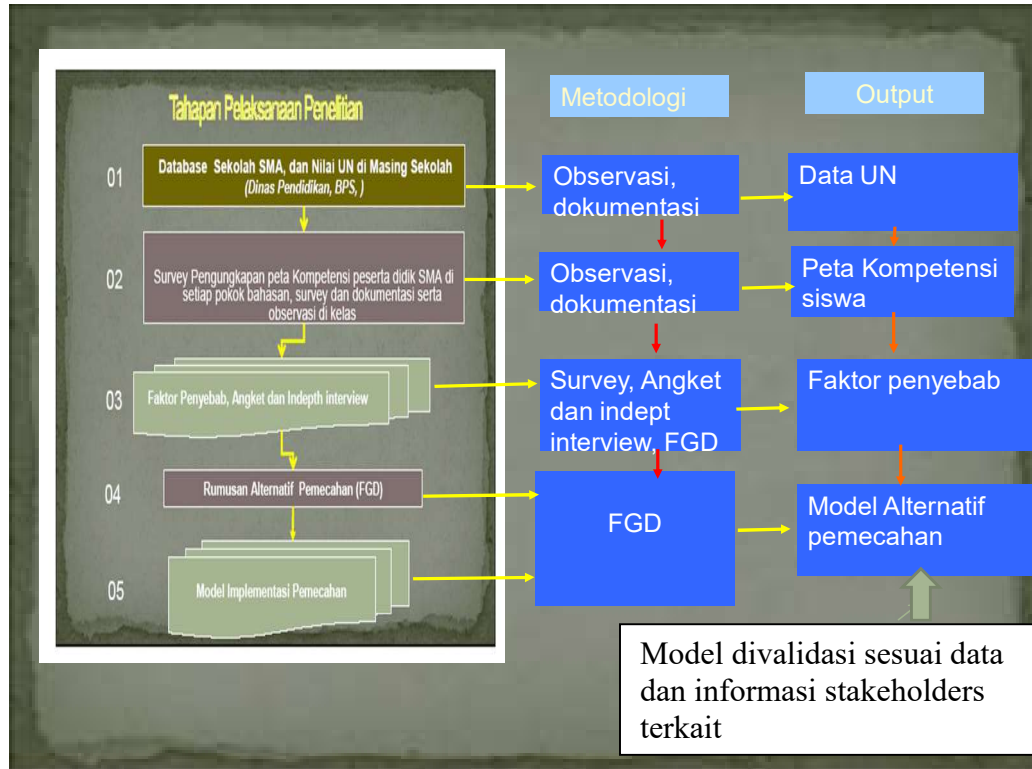 Tahapan Pelaksanaan Penelitian
01
Database Sekolah SMA, dan Nilai UN di Masing Sekolah
(Dinas Pendidikan, BPS, )
02
Survey Pengungkapan peta Kompetensi peserta didik SMA di
setiap pokok bahasan, survey dan dokumentasi serta
observasi di kelas
03
Faktor Penyebab, Angket dan Indepth interview
04
Rumusan Alternatif Pemecahan (FGD)
05
Model Implementasi Pemecahan
Metodologi
Observasi,
dokumentasi
Observasi,
dokumentasi
Survey, Angket
dan indept
interview, FGD
FGD
Output
Data UN
Peta Kompetensi
siswa
Faktor penyebab
Model Alternatif
pemecahan
Model divalidasi sesuai data
dan informasi stakeholders
terkait